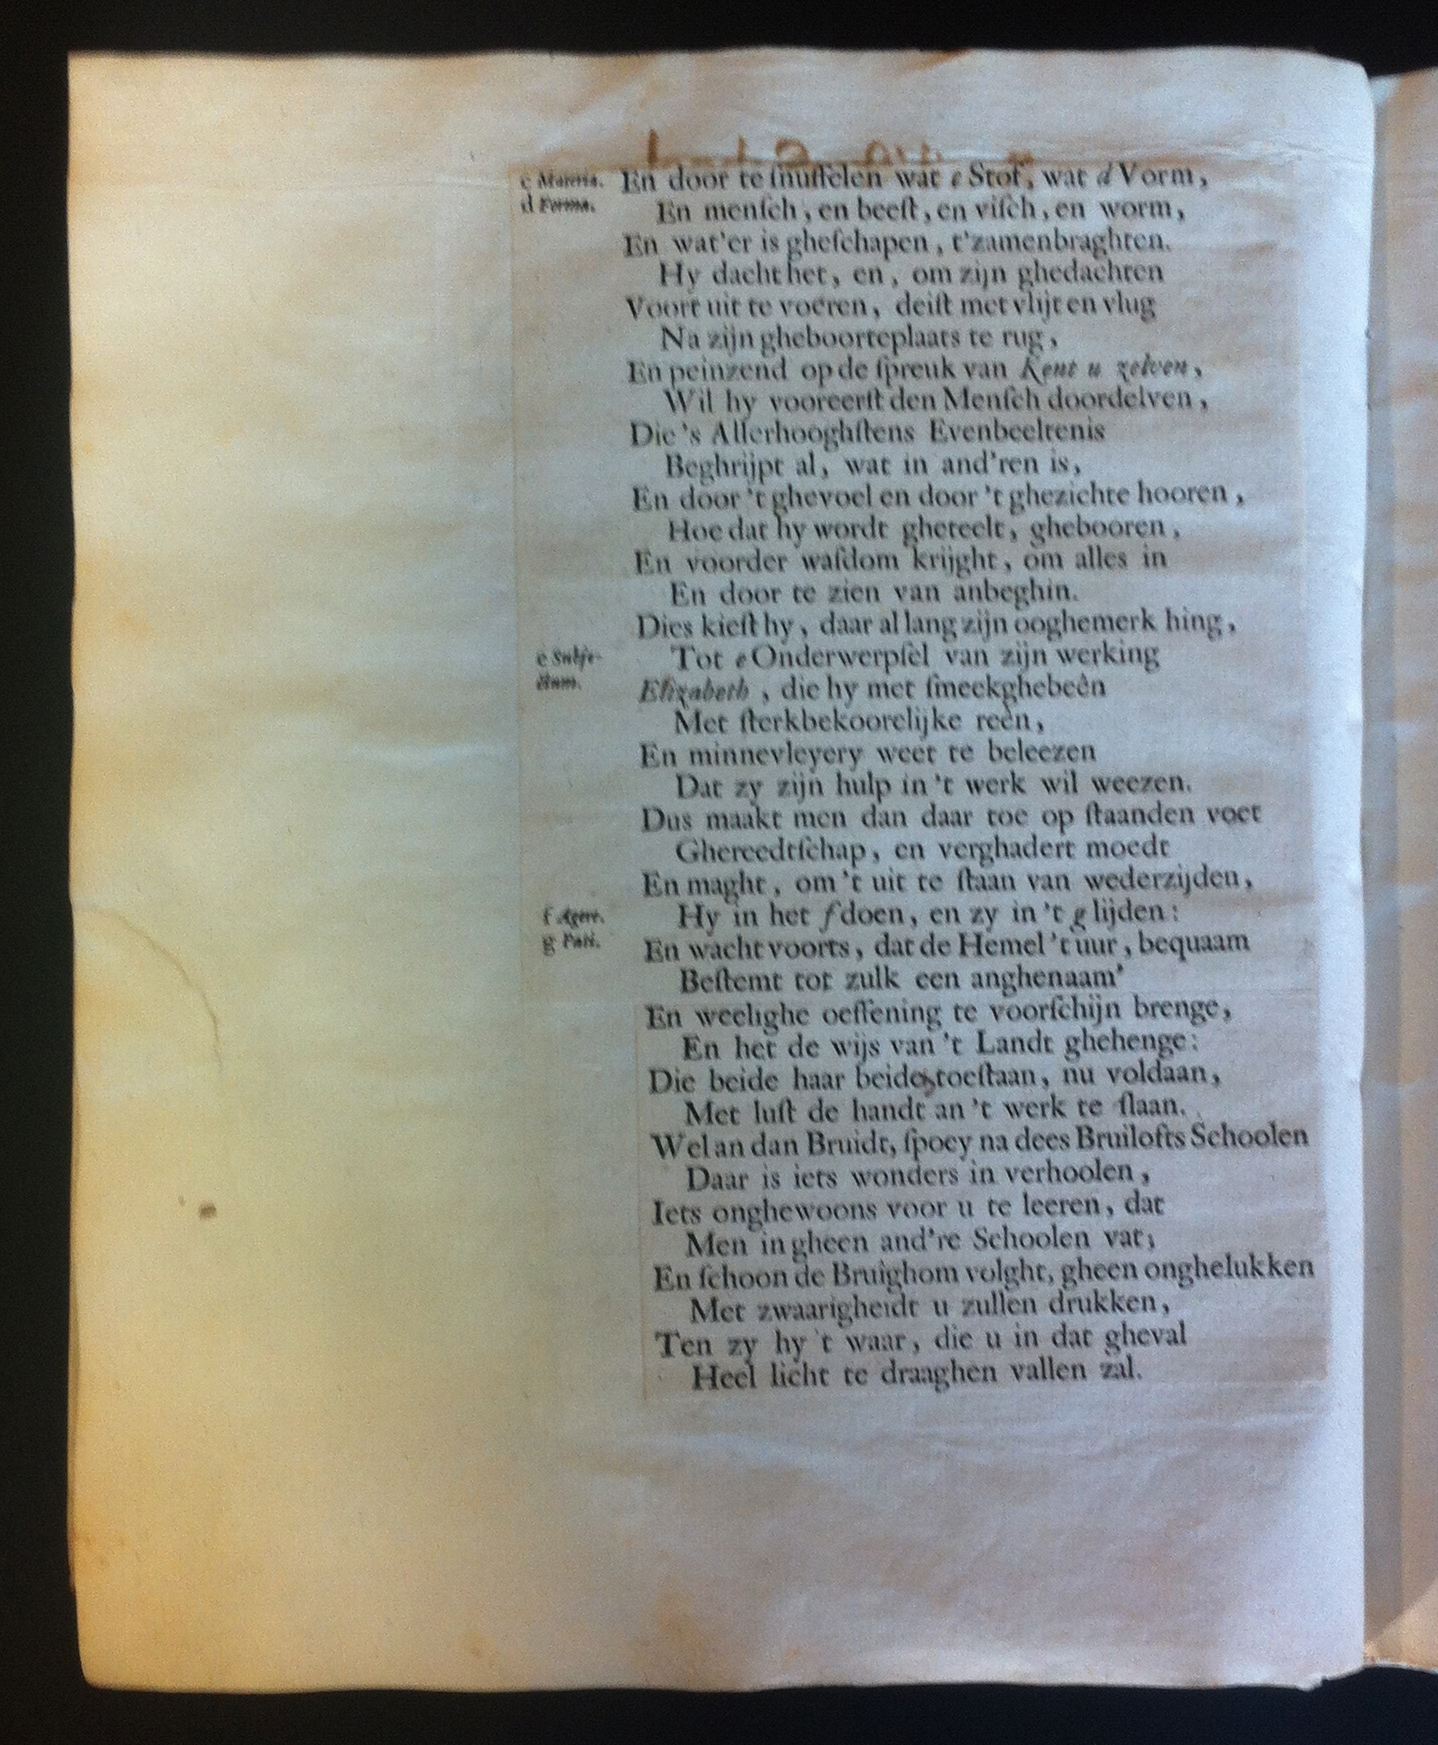 c Materia. En door te ſnuffelen wat c Stof, wat d Vorm,
d Forma. En menſch, en beeſt, en viſch, en worm,
En wat'er is gheſchapen, t'zamenbraghten.
Hy dacht het, en, om zijn ghedachten
Voort uit te voeren, deiſt met vlijt en vlug
Na zijn gheboorteplaats te rug,
En peinzend op de ſpreuk van Kent u zelven,
Wil hy vooreerſt den Menſch doordelven,
Die 's Allerhooghſtens Evenbeeltenis
Beghrijpt al, wat in and'ren is,
En door 't ghevoel en door 't ghezichte hooren,
Hoe dat hy wordt gheteelt, ghebooren,
En voorder waſdom krijght, om alles in
En door te zien van anbeghin.
Dies kieſt hy, daar al lang zijn ooghemerk hing,
e Subje- Tot e Onderwerpſel van zijn werking
ctum. Elizabeth, die hy met ſmeekghebeên
Met ſterkbekoorelijke reên,
En minnevleyery weet te beleezen
Dat zy zijn hulp in 't werk wil weezen.
Dus maakt men dan daar toe op ſtaanden voet
Ghereedtſchap, en verghadert moedt
En maght, om 't uit te ſtaan van wederzijden,
f Agere. Hy in het f doen, en zy in 't g lijden:
g Pati. En wacht voorts, dat de Hemel 't uur, bequaam
Beſtemt tot zulk een anghenaam'
En weelighe oeffening te voorſchijn brenge,
En het de wijs van 't Landt ghehenge:
Die beide haar beide toeſtaan, nu voldaan,
Met luſt de handt an 't werk te ſlaan.
Wel an dan Bruidt, ſpoey na dees Bruilofts Schoolen
Daar is iets wonders in verhoolen,
Iets onghewoons voor u te leeren, dat
Men in gheen and're Schoolen vat;
En ſchoon de Bruighom volght, gheen onghelukken
Met zwaarigheidt u zullen drukken,
Ten zy hy 't waar, die u in dat gheval
Heel licht te draaghen vallen zal.